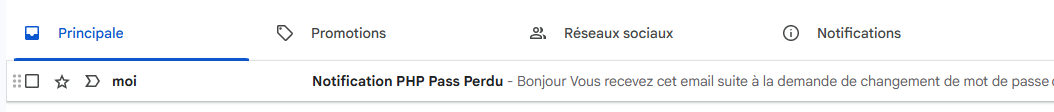 Principale Promotions Réseaux sociaux Notifications
moi Notification PHP Pass Perdu - Bonjour Vous recevez cet email suite à la demande de changement de mot de passe